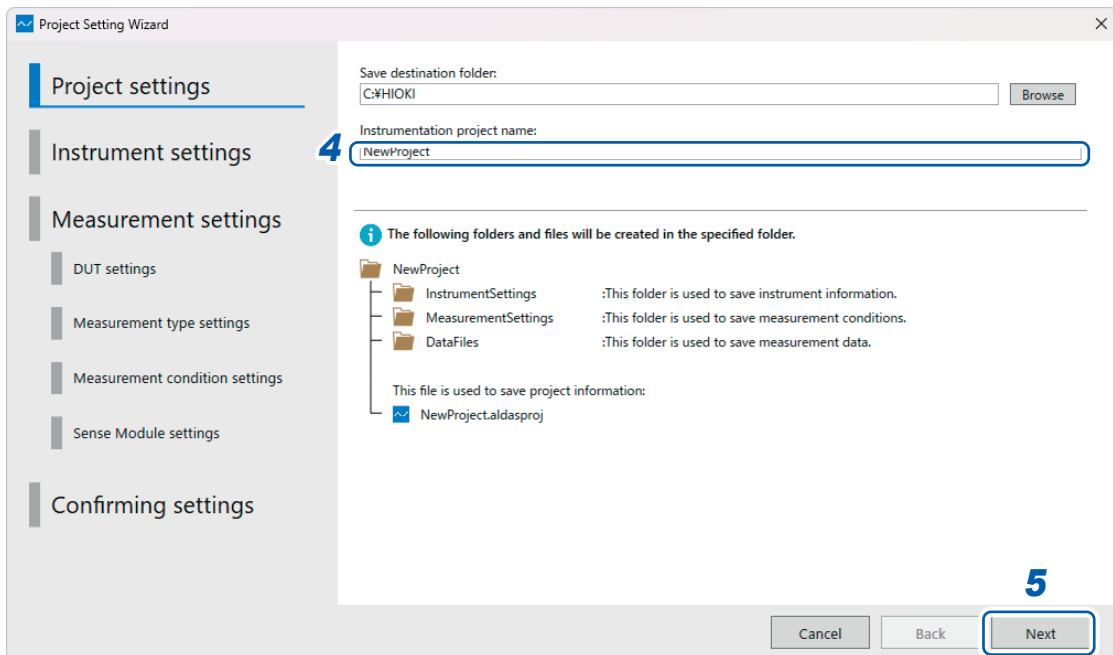 Project Setting Wizard
Project settings
Instrument settings
Measurement settings
DUT settings
Measurement type settings
Measurement condition settings
Sense Module settings
Confirming settings
Save destination folder:
C:¥HIOKI
Browse
Instrumentation project name:
4
NewProject
The following folders and files will be created in the specified folder.
NewProject
InstrumentSettings :This folder is used to save instrument information.
MeasurementSettings :This folder is used to save measurement conditions.
DataFiles :This folder is used to save measurement data.
This file is used to save project information:
NewProject.aldasproj
5
Cancel Back Next